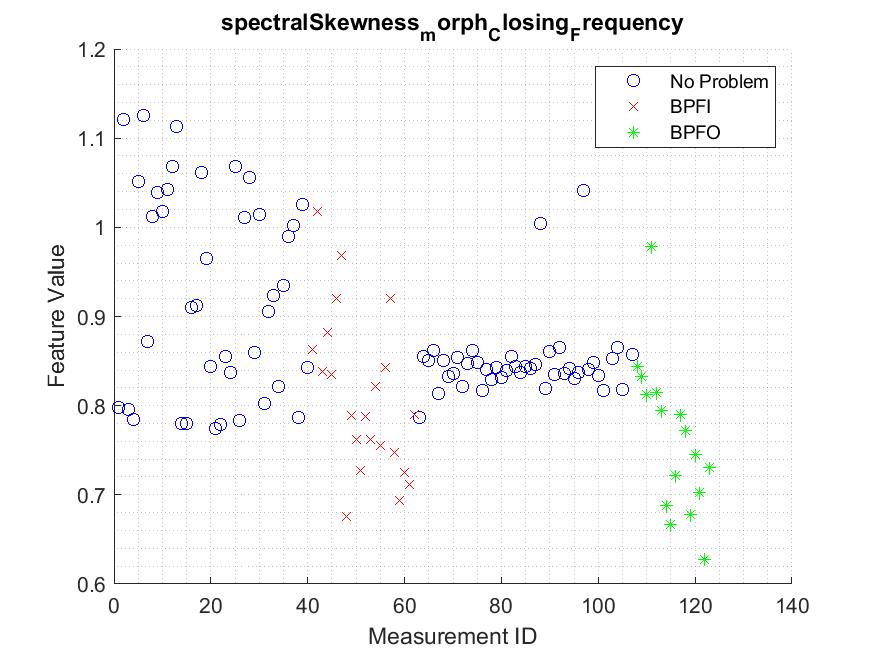 spectralSkewness_morph_Closing_Frequency
No Problem
BPFI
BPFO
1.2
1.1
1
0.9
0.8
0.7
0.6
Feature Value
0 20 40 60 80 100 120 140
Measurement ID